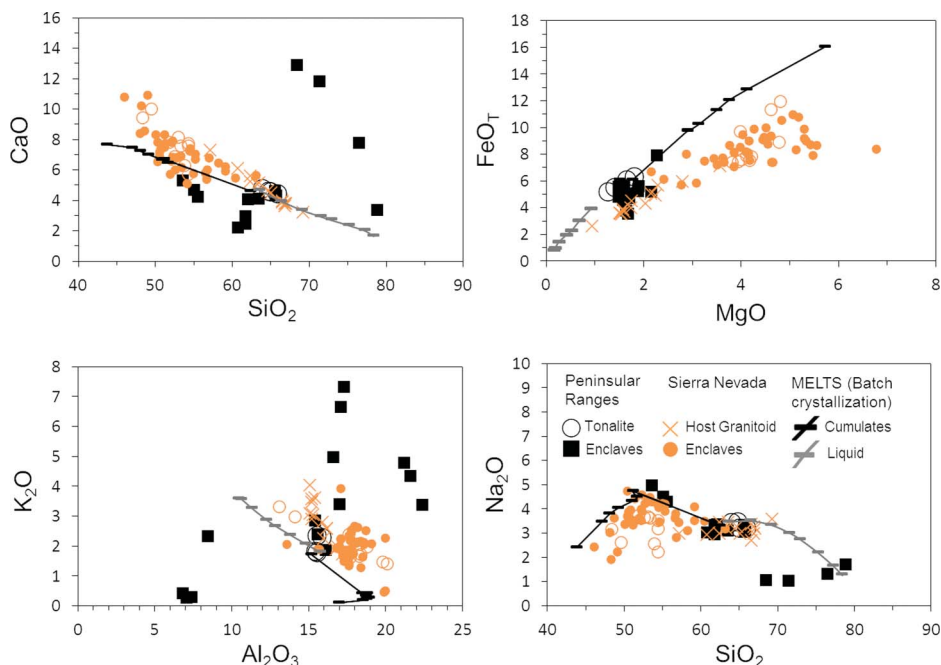 16
14
12
10
8
6
4
2
0
CaO
40 50 60 70 80 90
SiO₂
18
16
14
12
10
8
6
4
2
0
FeO_T
0 2 4 6 8
MgO
8
7
6
5
4
3
2
1
0
K₂O
0 5 10 15 20 25
Al₂O₃
10
9
8
7
6
5
4
3
2
1
0
Na₂O
Peninsular Ranges
Tonalite
Enclaves
Sierra Nevada
Host Granitoid
Enclaves
MELTS (Batch
crystallization)
Cumulates
Liquid
40 50 60 70 80 90
SiO₂